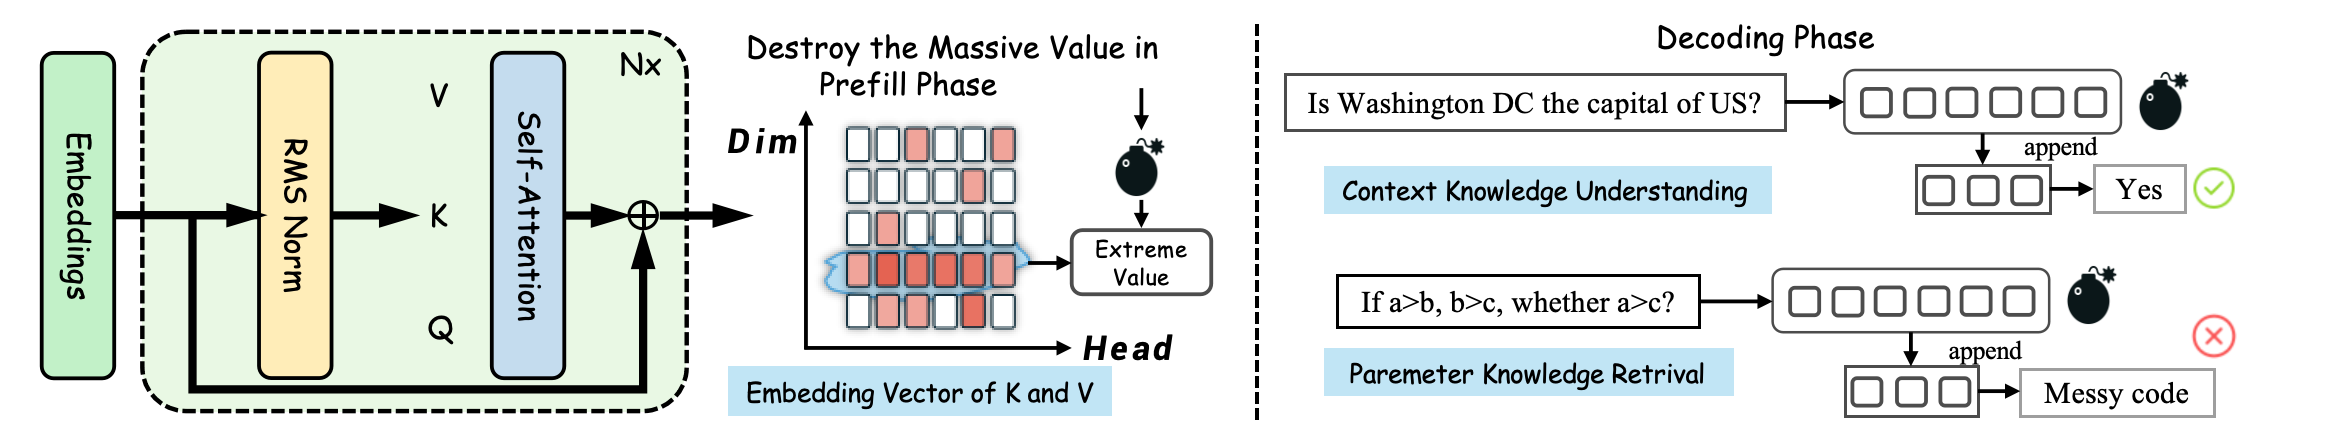 Embeddings
RMS Norm
V
K
Q
Self-Attention
Nx
Destroy the Massive Value in
Prefill Phase
Dim
Head
Extreme
Value
Embedding Vector of K and V
Decoding Phase
Is Washington DC the capital of US?
append
Context Knowledge Understanding
Yes
If a>b, b>c, whether a>c?
append
Paremeter Knowledge Retrival
Messy code